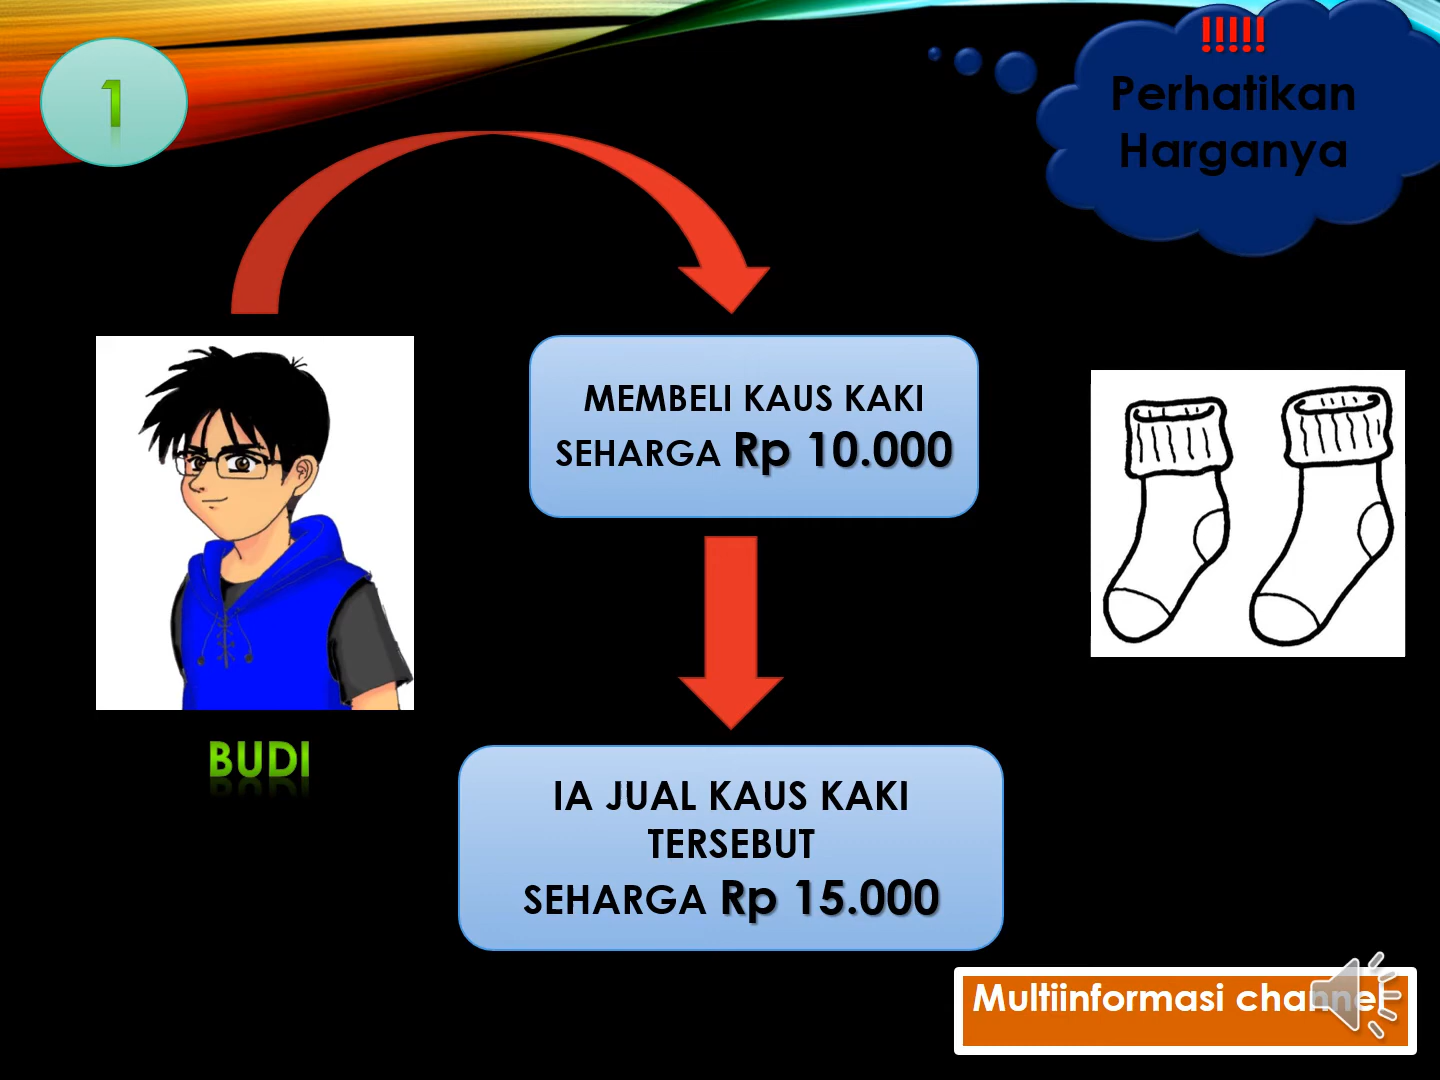 1
!!!!!
Perhatikan
Harganya
MEMBELI KAUS KAKI
SEHARGA Rp 10.000
BUDI
IA JUAL KAUS KAKI
TERSEBUT
SEHARGA Rp 15.000
Multiinformasi channel